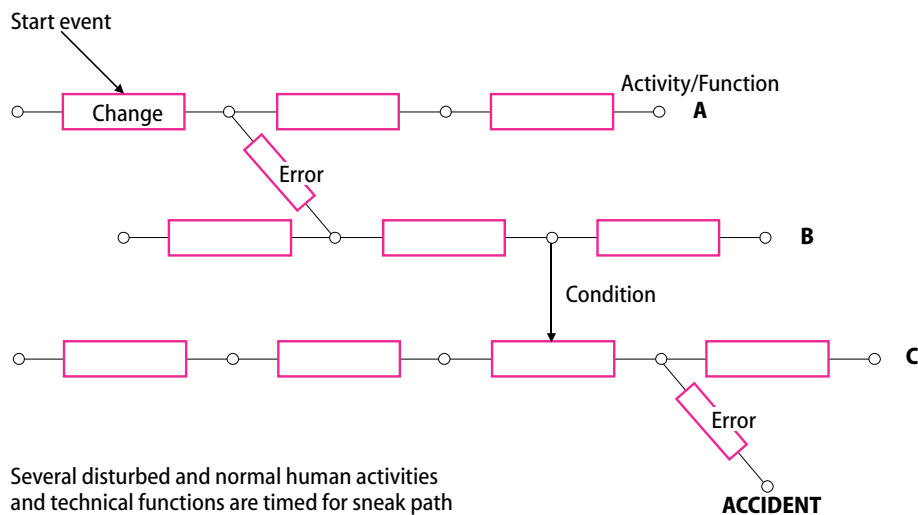 Start event
Activity/Function
Change
A
Error
B
Condition
C
Error
Several disturbed and normal human activities
and technical functions are timed for sneak path
ACCIDENT